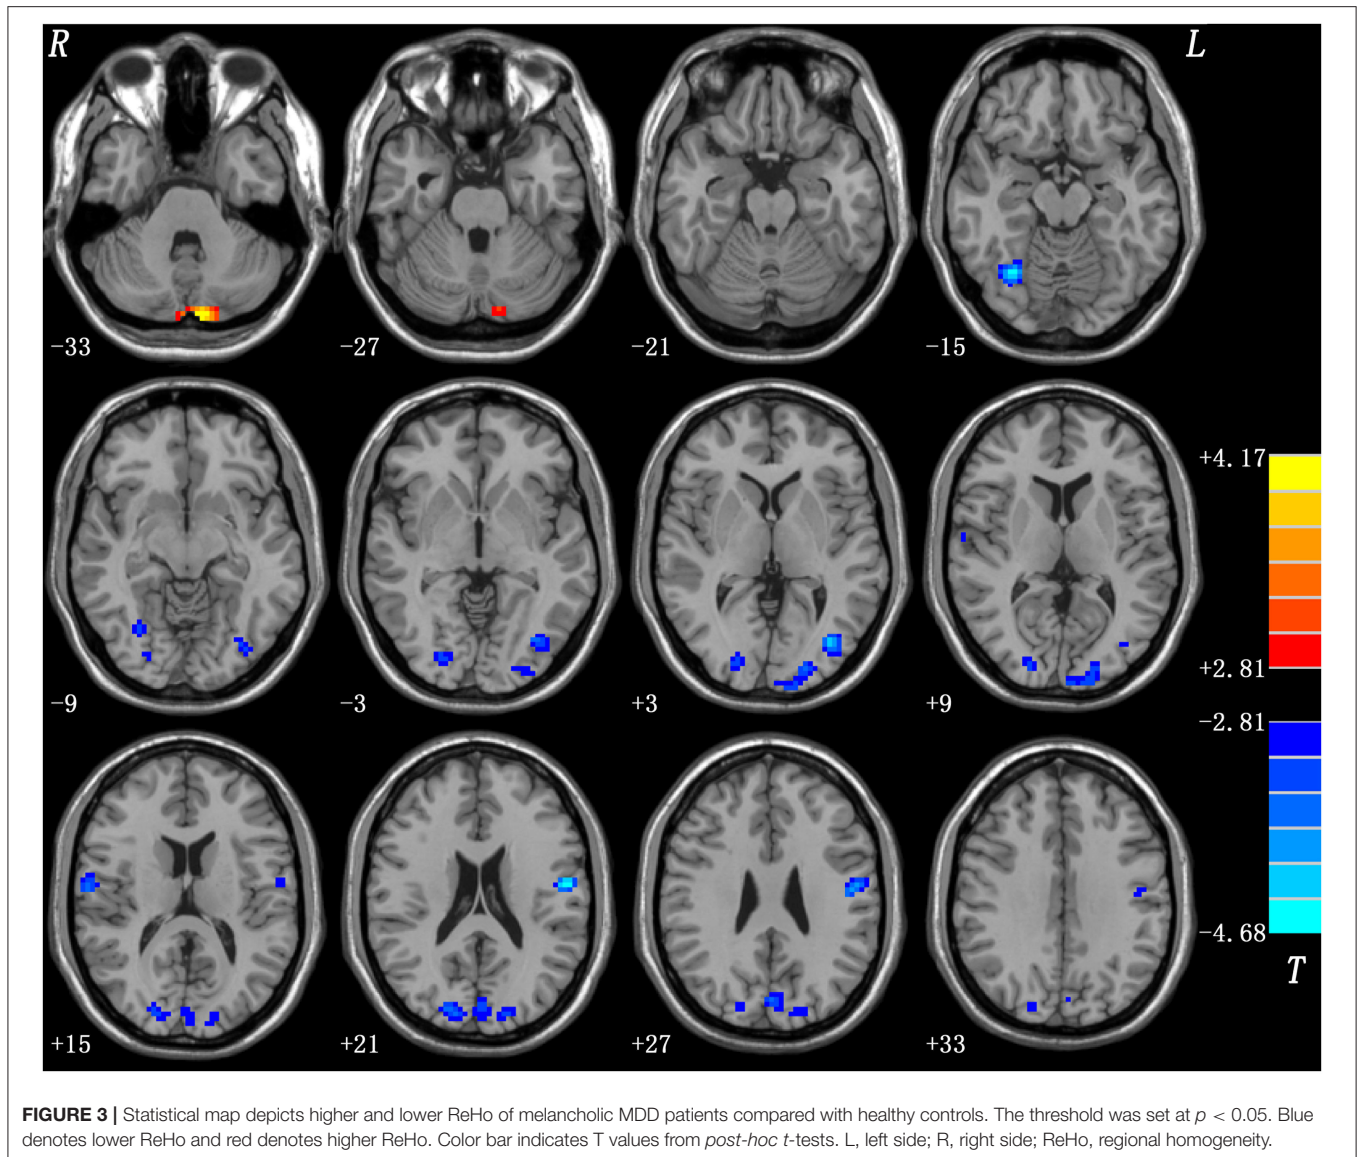 R L
−33 −27 −21 −15
−9 −3 +3 +9
+4.17
+2.81
−2.81
−4.68
T
+15 +21 +27 +33
FIGURE 3 | Statistical map depicts higher and lower ReHo of melancholic MDD patients compared with healthy controls. The threshold was set at p < 0.05. Blue
denotes lower ReHo and red denotes higher ReHo. Color bar indicates T values from post-hoc t-tests. L, left side; R, right side; ReHo, regional homogeneity.